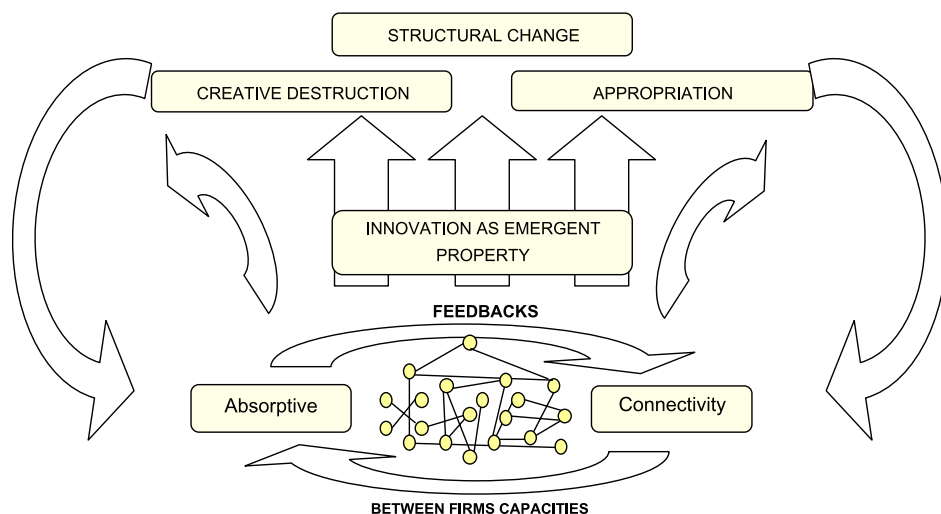 STRUCTURAL CHANGE
CREATIVE DESTRUCTION
APPROPRIATION
INNOVATION AS EMERGENT
PROPERTY
FEEDBACKS
Absorptive
Connectivity
BETWEEN FIRMS CAPACITIES